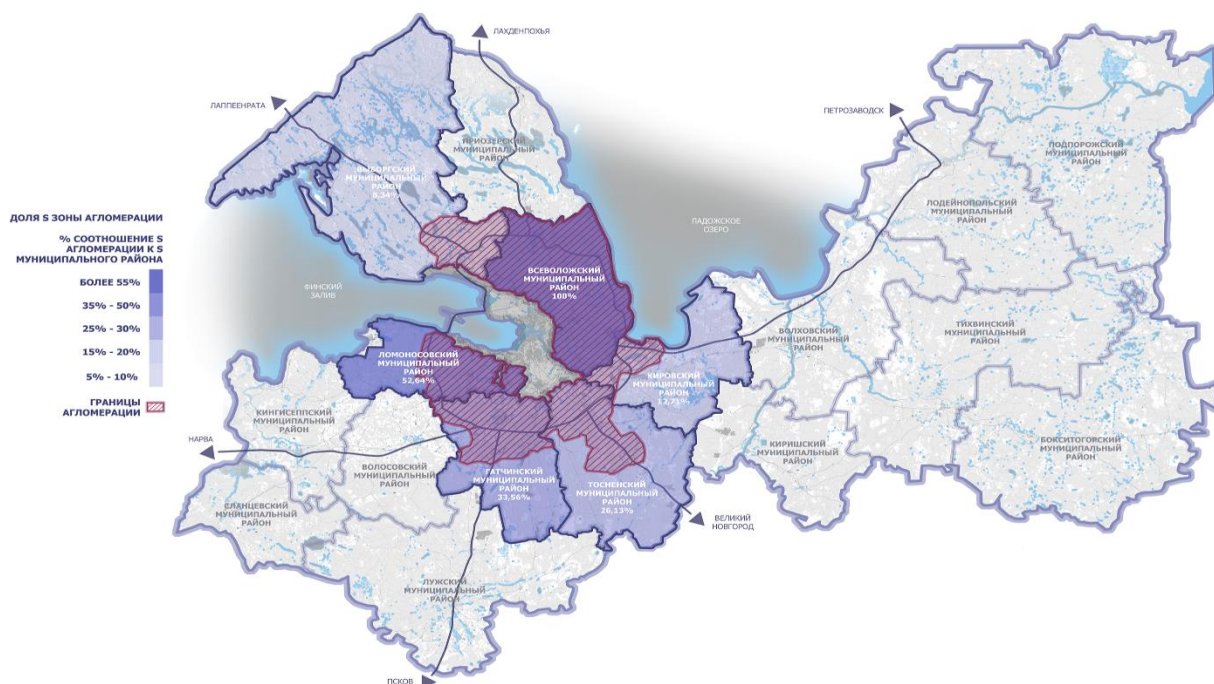 ЛАХДЕНПОХЬЯ
ЛАППЕЕНРАТА
ПЕТРОЗАВОДСК
ПРИОЗЕРСКИЙ
МУНИЦИПАЛЬНЫЙ
РАЙОН
ПОДПОРОЖСКИЙ
МУНИЦИПАЛЬНЫЙ
РАЙОН
ВЫБОРГСКИЙ
МУНИЦИПАЛЬНЫЙ
РАЙОН
8,34%
ЛОДЕЙНОПОЛЬСКИЙ
МУНИЦИПАЛЬНЫЙ
РАЙОН
ДОЛЯ S ЗОНЫ АГЛОМЕРАЦИИ
% СООТНОШЕНИЕ S
АГЛОМЕРАЦИИ К S
МУНИЦИПАЛЬНОГО РАЙОНА
БОЛЕЕ 55%
35% - 50%
25% - 30%
15% - 20%
5% - 10%
ГРАНИЦЫ
АГЛОМЕРАЦИИ
ЛАДОЖСКОЕ
ОЗЕРО
ФИНСКИЙ
ЗАЛИВ
ВСЕВОЛОЖСКИЙ
МУНИЦИПАЛЬНЫЙ
РАЙОН
100%
ВОЛХОВСКИЙ
МУНИЦИПАЛЬНЫЙ
РАЙОН
ТИХВИНСКИЙ
МУНИЦИПАЛЬНЫЙ
РАЙОН
ЛОМОНОСОВСКИЙ
МУНИЦИПАЛЬНЫЙ
РАЙОН
52,64%
КИРОВСКИЙ
МУНИЦИПАЛЬНЫЙ
РАЙОН
12,71%
КИНГИСЕППСКИЙ
МУНИЦИПАЛЬНЫЙ
РАЙОН
НАРВА
ВОЛОСОВСКИЙ
МУНИЦИПАЛЬНЫЙ
РАЙОН
КИРИШСКИЙ
МУНИЦИПАЛЬНЫЙ
РАЙОН
БОКСИТОГОРСКИЙ
МУНИЦИПАЛЬНЫЙ
РАЙОН
ГАТЧИНСКИЙ
МУНИЦИПАЛЬНЫЙ
РАЙОН
33,56%
ТОСНЕНСКИЙ
МУНИЦИПАЛЬНЫЙ
РАЙОН
26,13%
СЛАНЦЕВСКИЙ
МУНИЦИПАЛЬНЫЙ
РАЙОН
ВЕЛИКИЙ
НОВГОРОД
ЛУЖСКИЙ
МУНИЦИПАЛЬНЫЙ
РАЙОН
ПСКОВ